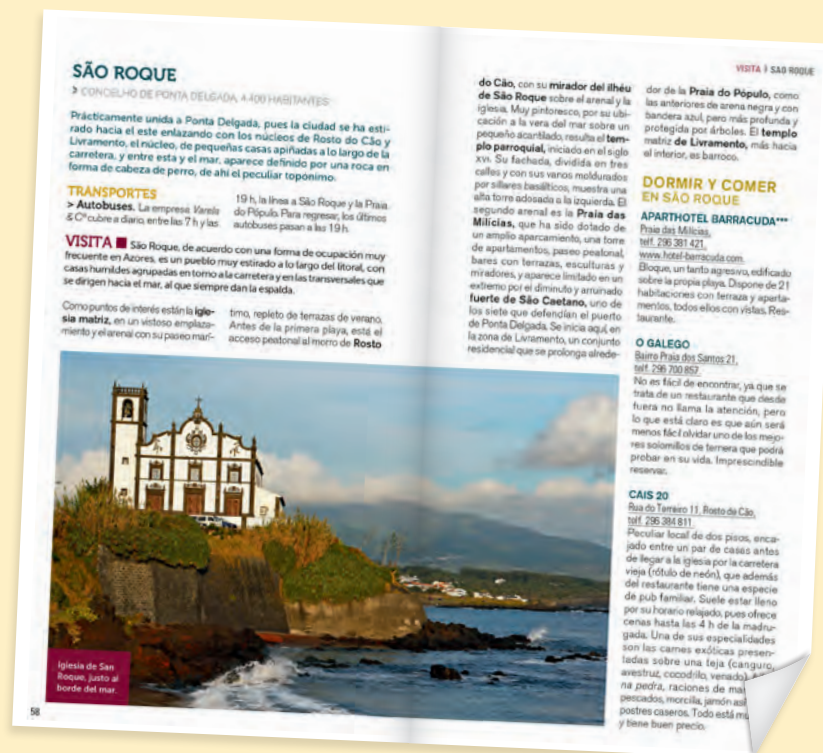 SÃO ROQUE
> CONCELHO DE PONTA DELGADA, 4.400 HABITANTES
Prácticamente unida a Ponta Delgada, pues la ciudad se ha esti-
rado hacia el este enlazando con los núcleos de Rosto do Cão y
Livramento, el núcleo, de pequeñas casas apiñadas a lo largo de la
carretera, y entre esta y el mar, aparece definido por una roca en
forma de cabeza de perro, de ahí el peculiar topónimo.
TRANSPORTES
> Autobuses. La empresa Varela
& Cª cubre a diario, entre las 7 h y las
19 h, la línea a São Roque y la Praia
do Pópulo. Para regresar, los últimos
autobuses pasan a las 19 h.
VISITA São Roque, de acuerdo con una forma de ocupación muy
frecuente en Azores, es un pueblo muy estirado a lo largo del litoral, con
casas humildes agrupadas en torno a la carretera y en las transversales que
se dirigen hacia el mar, al que siempre dan la espalda.
Como puntos de interés están la igle-
sia matriz, en un vistoso emplaza-
miento y el arenal con su paseo marí-
timo, repleto de terrazas de verano.
Antes de la primera playa, está el
acceso peatonal al morro de Rosto
Iglesia de San
Roque, justo al
borde del mar.
58
VISITA > SÃO ROQUE
do Cão, con su mirador del ilhéu
de São Roque sobre el arenal y la
iglesia. Muy pintoresco, por su ubi-
cación a la vera del mar sobre un
pequeño acantilado, resulta el tem-
plo parroquial, iniciado en el siglo
XVI. Su fachada, dividida en tres
calles y con sus vanos moldurados
por sillares basálticos, muestra una
alta torre adosada a la izquierda. El
segundo arenal es la Praia das
Milícias, que ha sido dotado de
un amplio aparcamiento, una torre
de apartamentos, paseo peatonal,
bares con terrazas, esculturas y
miradores, y aparece limitado en un
extremo por el diminuto y arruinado
fuerte de São Caetano, uno de
los siete que defendían el puerto
de Ponta Delgada. Se inicia aquí, en
la zona de Livramento, un conjunto
residencial que se prolonga alrede-
dor de la Praia do Pópulo, como
las anteriores de arena negra y con
bandera azul, pero más profunda y
protegida por árboles. El templo
matriz de Livramento, más hacia
el interior, es barroco.
DORMIR Y COMER
EN SÃO ROQUE
APARTHOTEL BARRACUDA***
Praia das Milícias,
telf. 296 381 421,
www.hotel-barracuda.com.
Bloque, un tanto agresivo, edificado
sobre la propia playa. Dispone de 21
habitaciones con terraza y aparta-
mentos, todos ellos con vistas. Res-
taurante.
O GALEGO
Bairro Praia dos Santos 21,
telf. 296 700 857.
No es fácil de encontrar, ya que se
trata de un restaurante que desde
fuera no llama la atención, pero
lo que está claro es que aún será
menos fácil olvidar uno de los mejo-
res solomillos de ternera que podrá
probar en su vida. Imprescindible
reservar.
CAIS 20
Rua do Terreiro 11, Rosto de Cão,
telf. 296 384 811.
Peculiar local de dos pisos, enca-
jado entre un par de casas antes
de llegar a la iglesia por la carretera
vieja (rótulo de neón), que además
del restaurante tiene una especie
de pub familiar. Suele estar lleno
por su horario relajado, pues ofrece
cenas hasta las 4 h de la madru-
gada. Una de sus especialidades
son las carnes exóticas presen-
tadas sobre una teja (canguro,
avestruz, cocodrilo, venado),
na pedra, raciones de
pescados, morcilla, jamón
postres caseros. Todo está
y tiene buen precio.